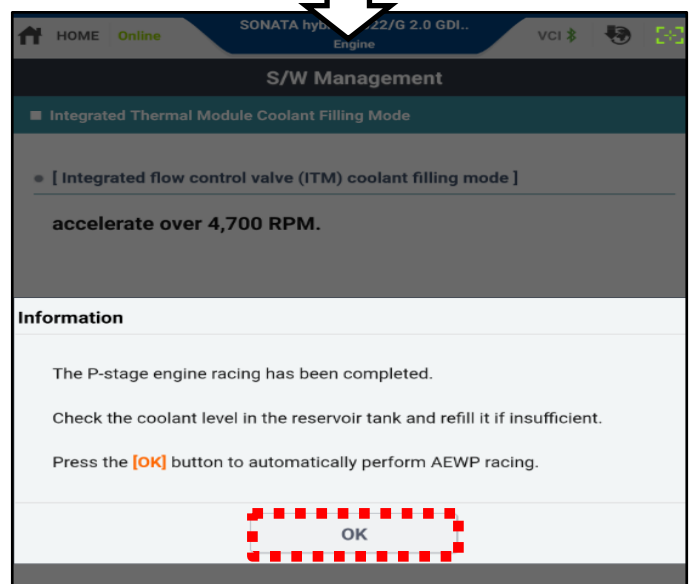 HOME Online
SONATA hyb 22/G 2.0 GDI..
Engine
VCI
S/W Management
Integrated Thermal Module Coolant Filling Mode
[ Integrated flow control valve (ITM) coolant filling mode ]
accelerate over 4,700 RPM.
Information
The P-stage engine racing has been completed.
Check the coolant level in the reservoir tank and refill it if insufficient.
Press the [OK] button to automatically perform AEWP racing.
OK